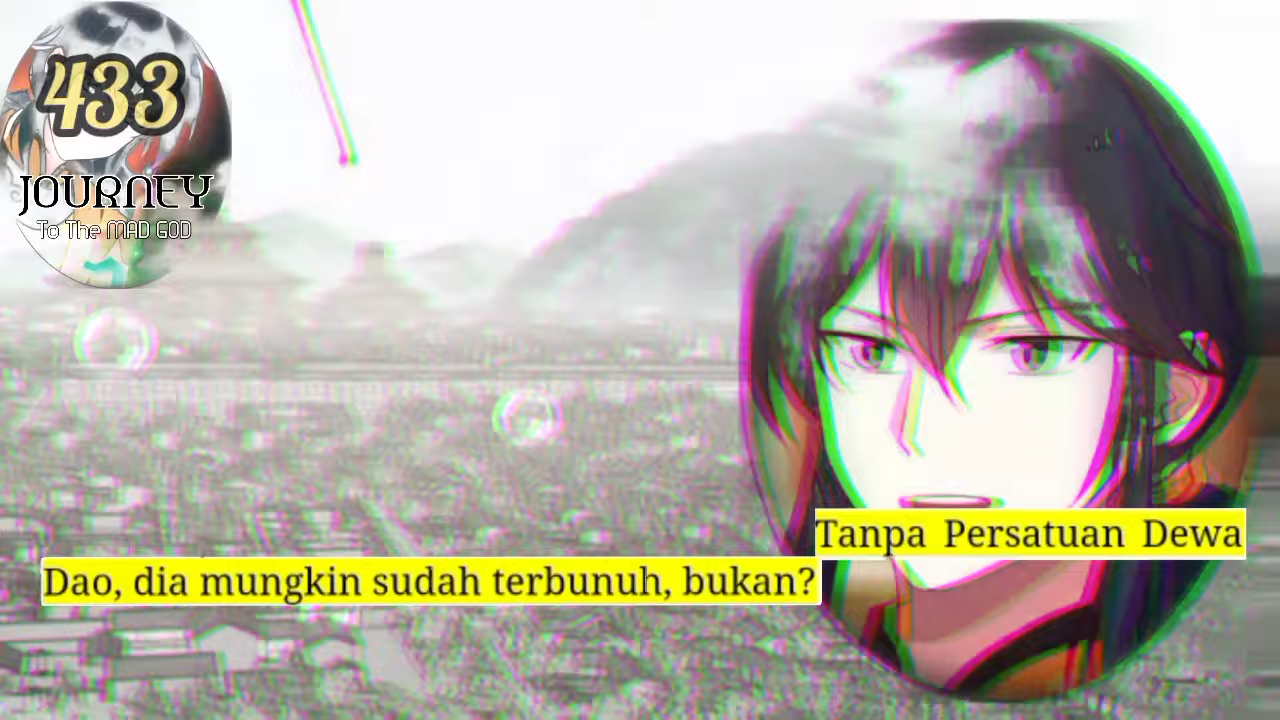 433
JOURNEY
To The MAD GOD
Tanpa Persatuan Dewa
Dao, dia mungkin sudah terbunuh, bukan?